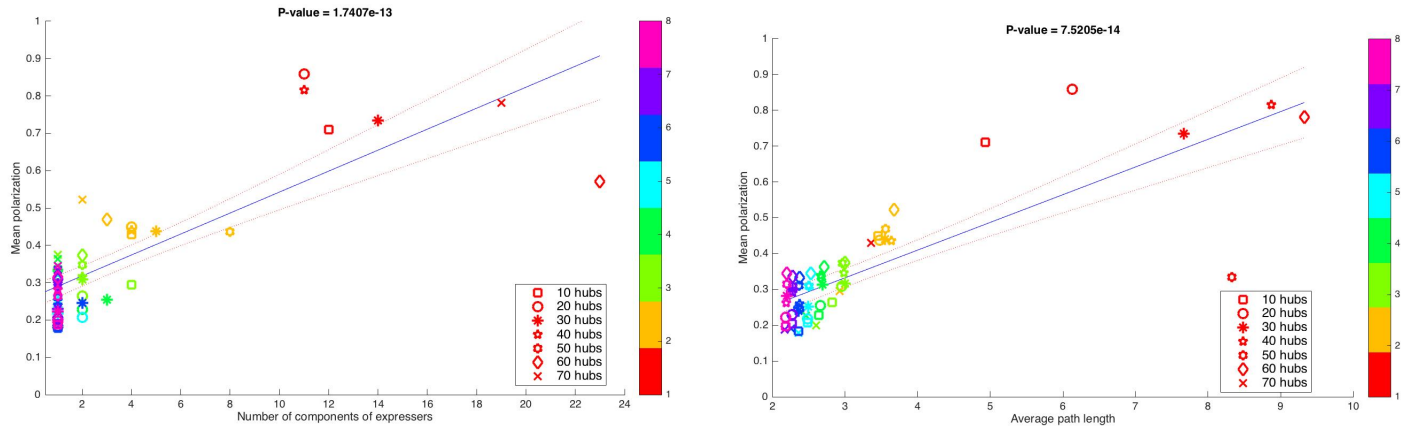 P-value = 1.7407e-13
1
0.9
0.8
0.7
0.6
0.5
0.4
0.3
0.2
0.1
0
Mean polarization
2
4
6
8
10
12
14
16
18
20
22
24
Number of components of expressers
10 hubs
20 hubs
30 hubs
40 hubs
50 hubs
60 hubs
70 hubs
8
7
6
5
4
3
2
1
P-value = 7.5205e-14
1
0.9
0.8
0.7
0.6
0.5
0.4
0.3
0.2
0.1
0
Mean polarization
2
3
4
5
6
7
8
9
10
Average path length
10 hubs
20 hubs
30 hubs
40 hubs
50 hubs
60 hubs
70 hubs
8
7
6
5
4
3
2
1